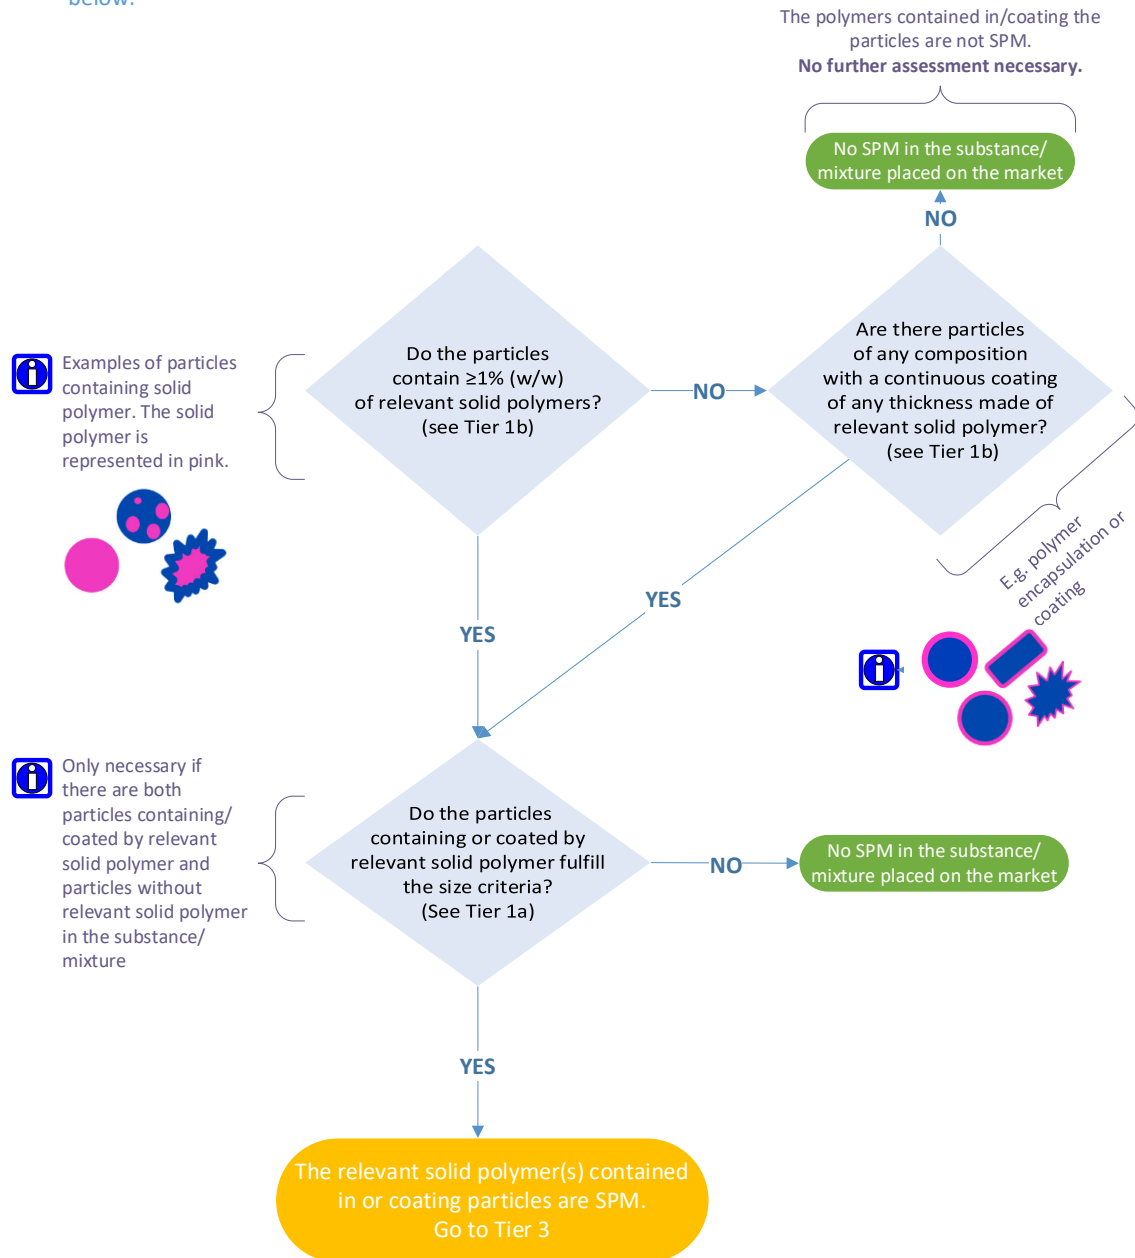 below.
The polymers contained in/coating the
particles are not SPM.
No further assessment necessary.
No SPM in the substance/
mixture placed on the market
NO
Examples of particles
containing solid
polymer. The solid
polymer is
represented in pink.
Do the particles
contain ≥1% (w/w)
of relevant solid polymers?
(see Tier 1b)
NO
Are there particles
of any composition
with a continuous coating
of any thickness made of
relevant solid polymer?
(see Tier 1b)
E.g. polymer
encapsulation or
coating
YES
YES
Only necessary if
there are both
particles containing/
coated by relevant
solid polymer and
particles without
relevant solid polymer
in the substance/
mixture
Do the particles
containing or coated by
relevant solid polymer fulfill
the size criteria?
(See Tier 1a)
NO
No SPM in the substance/
mixture placed on the market
YES
The relevant solid polymer(s) contained
in or coating particles are SPM.
Go to Tier 3